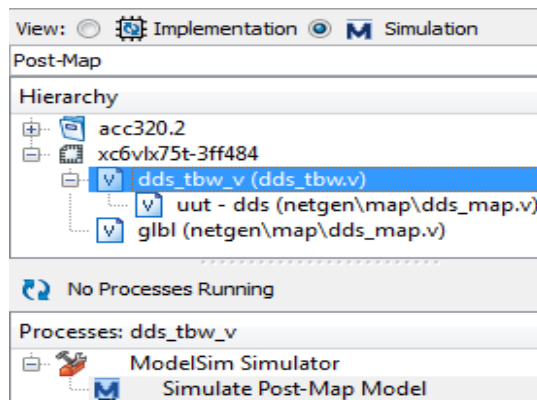 View: Implementation Simulation
Post-Map
Hierarchy
acc320.2
xc6vlx75t-3ff484
dds_tbw_v (dds_tbw.v)
uut - dds (netgen\map\dds_map.v)
glbl (netgen\map\dds_map.v)
No Processes Running
Processes: dds_tbw_v
ModelSim Simulator
Simulate Post-Map Model